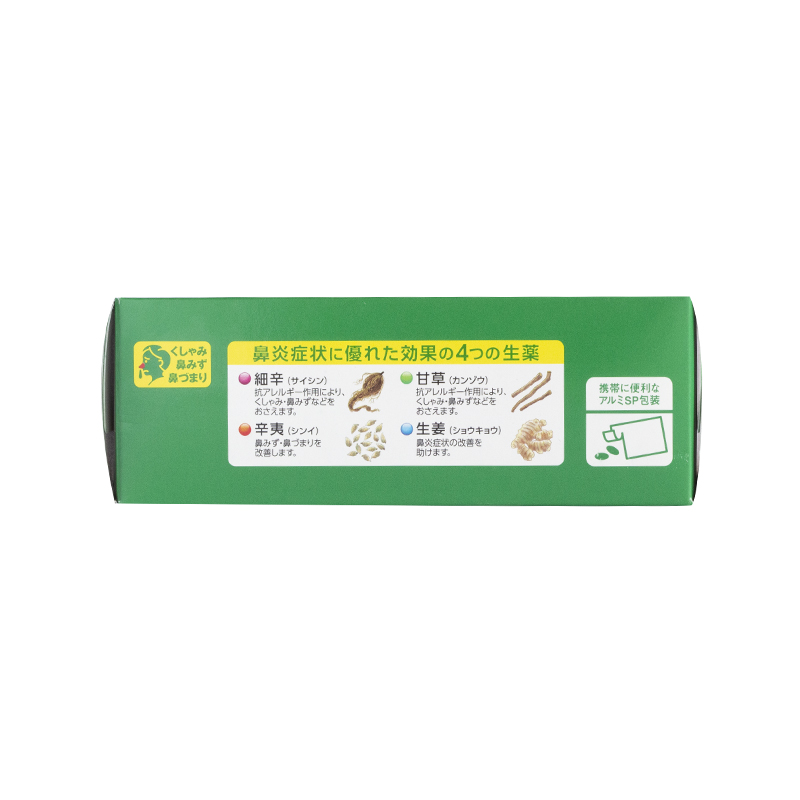 くしゃみ
鼻みず
鼻づまり
鼻炎症状に優れた効果の4つの生薬
細辛（サイシン）
抗アレルギー作用により、
くしゃみ・鼻みずなどを
おさえます。
甘草（カンゾウ）
抗アレルギー作用により、
くしゃみ・鼻みずなどを
おさえます。
辛夷（シンイ）
鼻みず・鼻づまりを
改善します。
生姜（ショウキョウ）
鼻炎症状の改善を
助けます。
携帯に便利な
アルミSP包装